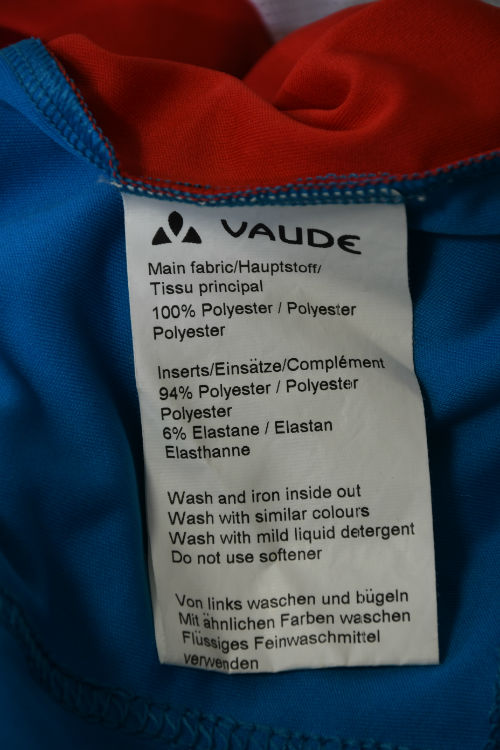 VAUDE
Main fabric/Hauptstoff/
Tissu principal
100% Polyester / Polyester
Polyester
Inserts/Einsätze/Complément
94% Polyester / Polyester
Polyester
6% Elastane / Elastan
Elasthanne
Wash and iron inside out
Wash with similar colours
Wash with mild liquid detergent
Do not use softener
Von links waschen und bügeln
Mit ähnlichen Farben waschen
Flüssiges Feinwaschmittel
verwenden